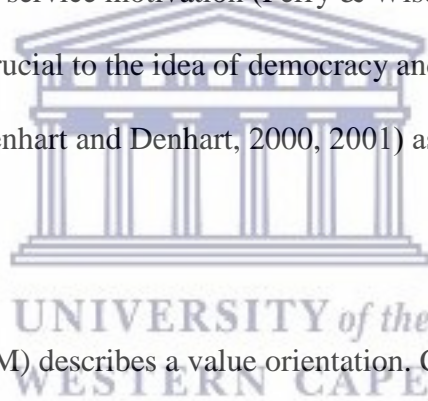 service motivation (Perry & Wise
rucial to the idea of democracy and
enhart and Denhart, 2000, 2001) as
UNIVERSITY of the
M) describes a value orientation. C
WESTERN CAPE